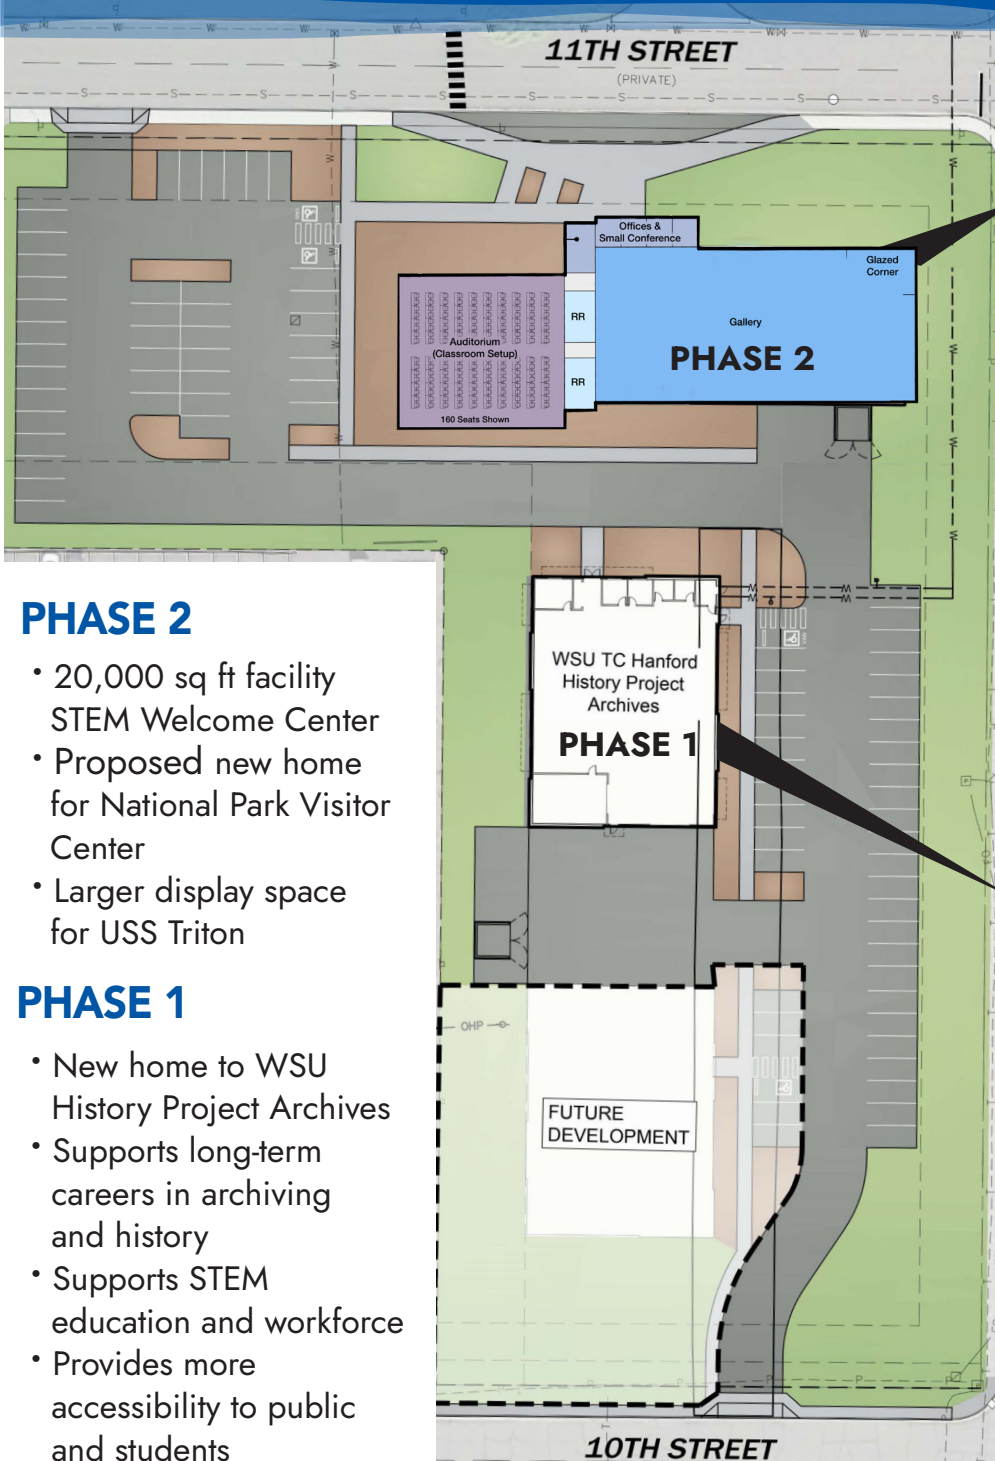 11TH STREET
(PRIVATE)
Offices &
Small Conference
Glazed
Corner
RR
Gallery
PHASE 2
Auditorium
(Classroom Setup)
RR
160 Seats Shown
WSU TC Hanford
History Project
Archives
PHASE 1
PHASE 2
• 20,000 sq ft facility
STEM Welcome Center
• Proposed new home
for National Park Visitor
Center
• Larger display space
for USS Triton
PHASE 1
• New home to WSU
History Project Archives
• Supports long-term
careers in archiving
and history
• Supports STEM
education and workforce
• Provides more
accessibility to public
and students
OHP
FUTURE
DEVELOPMENT
10TH STREET